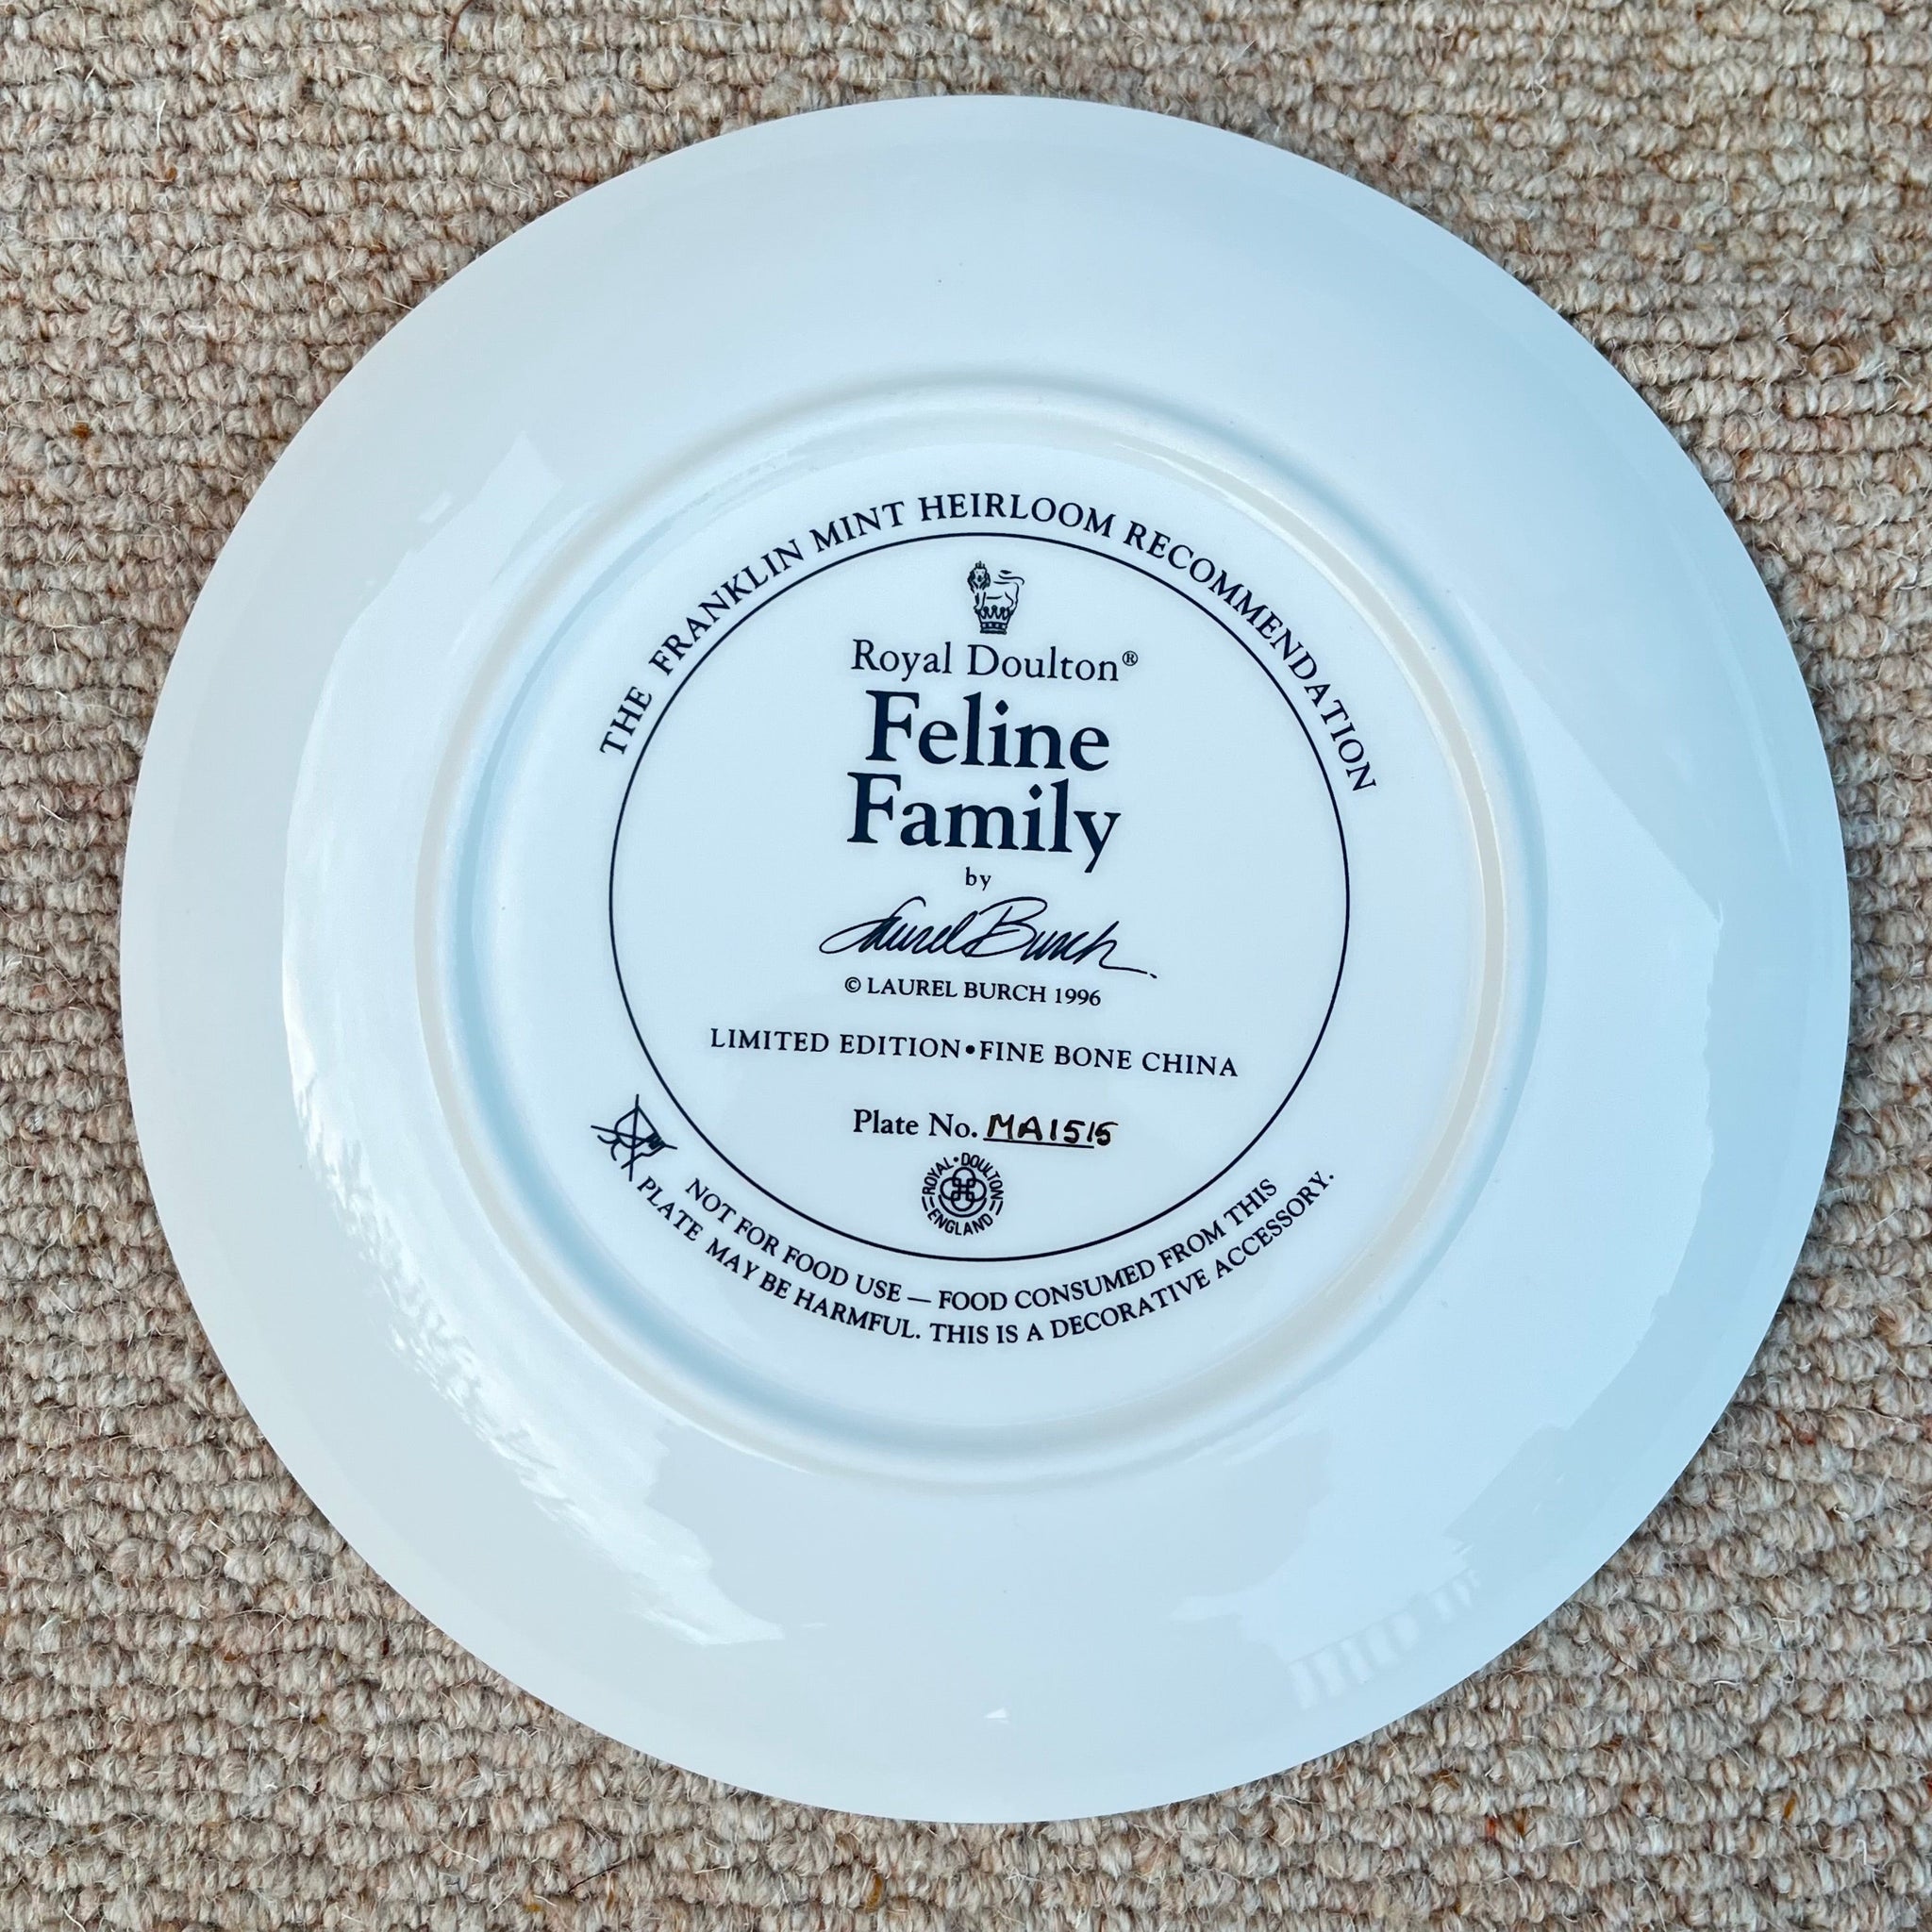 THE FRANKLIN MINT HEIRLOOM RECOMMENDATION
Royal Doulton®
Feline
Family
by
Laurel Burch
© LAUREL BURCH 1996
LIMITED EDITION•FINE BONE CHINA
Plate No. MA1515
ROYAL•DOULTON
ENGLAND
NOT FOR FOOD USE — FOOD CONSUMED FROM THIS
PLATE MAY BE HARMFUL. THIS IS A DECORATIVE ACCESSORY.